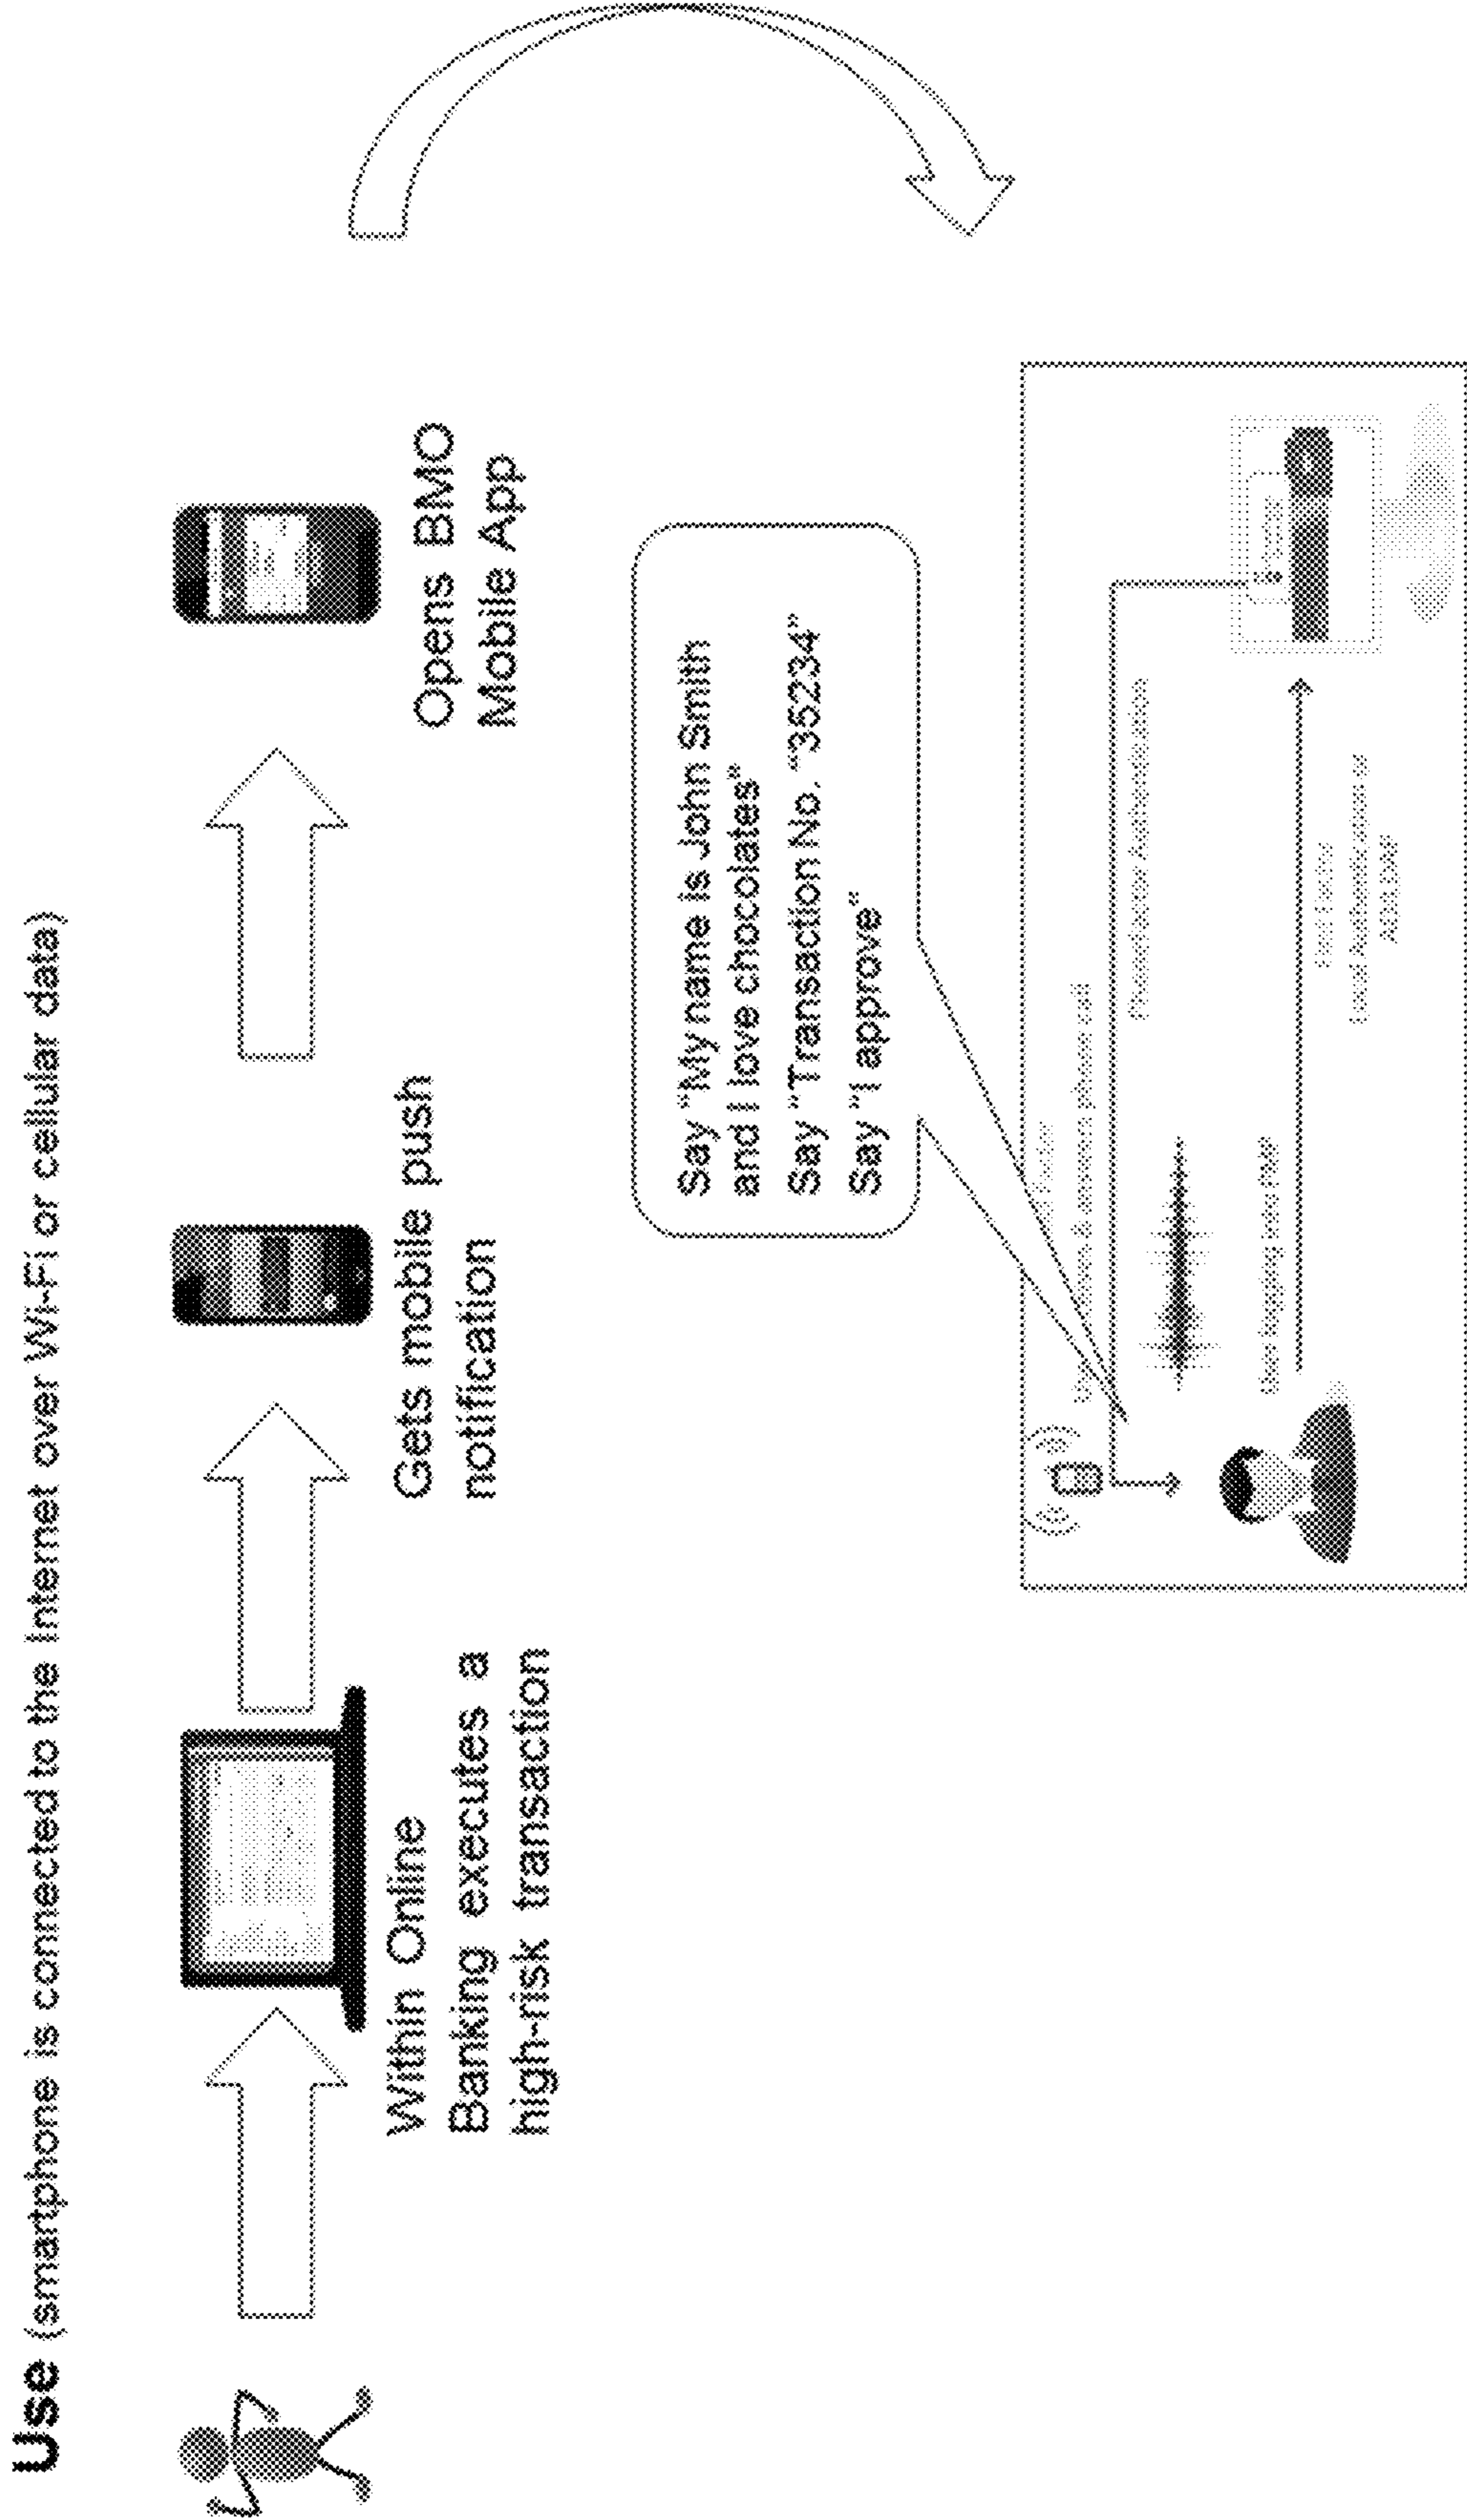 Use (smartphone is connected to the Internet over Wi-Fi or cellular data)
Within Online
Banking executes a
high-risk transaction
Gets mobile push
notification
Opens BMO
Mobile App
Say "My name is John Smith
and I love chocolates"
Say "Transaction No. "35234"
Say "I approve"
phone call